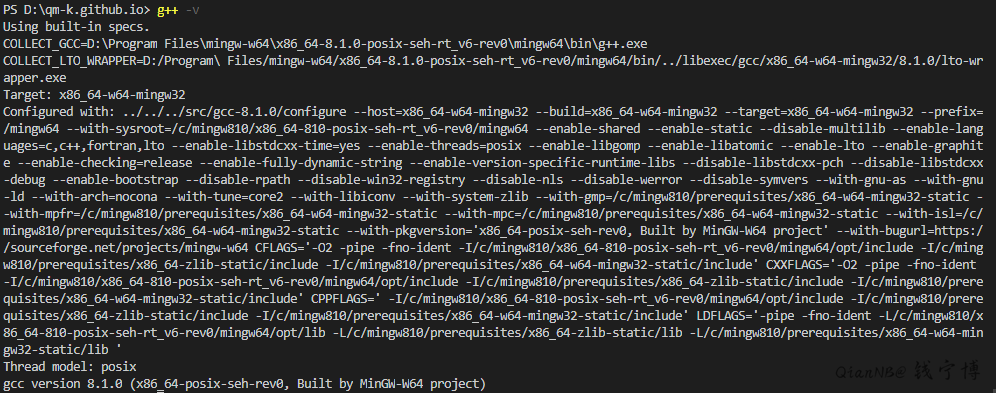 PS D:\qm-k.github.io> g++ -v
Using built-in specs.
COLLECT_GCC=D:\Program Files\mingw-w64\x86_64-8.1.0-posix-seh-rt_v6-rev0\mingw64\bin\g++.exe
COLLECT_LTO_WRAPPER=D:/Program\ Files/mingw-w64/x86_64-8.1.0-posix-seh-rt_v6-rev0/mingw64/bin/../libexec/gcc/x86_64-w64-mingw32/8.1.0/lto-wr
apper.exe
Target: x86_64-w64-mingw32
Configured with: ../../../src/gcc-8.1.0/configure --host=x86_64-w64-mingw32 --build=x86_64-w64-mingw32 --target=x86_64-w64-mingw32 --prefix=
/mingw64 --with-sysroot=/c/mingw810/x86_64-810-posix-seh-rt_v6-rev0/mingw64 --enable-shared --enable-static --disable-multilib --enable-lang
uages=c,c++,fortran,lto --enable-libstdcxx-time=yes --enable-threads=posix --enable-libgomp --enable-libatomic --enable-lto --enable-graphit
e --enable-checking=release --enable-fully-dynamic-string --enable-version-specific-runtime-libs --disable-libstdcxx-pch --disable-libstdcxx
-debug --enable-bootstrap --disable-rpath --disable-win32-registry --disable-nls --disable-werror --disable-symvers --with-gnu-as --with-gnu
-ld --with-arch=nocona --with-tune=core2 --with-libiconv --with-system-zlib --with-gmp=/c/mingw810/prerequisites/x86_64-w64-mingw32-static -
-with-mpfr=/c/mingw810/prerequisites/x86_64-w64-mingw32-static --with-mpc=/c/mingw810/prerequisites/x86_64-w64-mingw32-static --with-isl=/c/
mingw810/prerequisites/x86_64-w64-mingw32-static --with-pkgversion='x86_64-posix-seh-rev0, Built by MinGW-W64 project' --with-bugurl=https:/
/sourceforge.net/projects/mingw-w64 CFLAGS='-O2 -pipe -fno-ident -I/c/mingw810/x86_64-810-posix-seh-rt_v6-rev0/mingw64/opt/include -I/c/ming
w810/prerequisites/x86_64-zlib-static/include -I/c/mingw810/prerequisites/x86_64-w64-mingw32-static/include' CXXFLAGS='-O2 -pipe -fno-ident
-I/c/mingw810/x86_64-810-posix-seh-rt_v6-rev0/mingw64/opt/include -I/c/mingw810/prerequisites/x86_64-zlib-static/include -I/c/mingw810/prere
quisites/x86_64-w64-mingw32-static/include' CPPFLAGS=' -I/c/mingw810/x86_64-810-posix-seh-rt_v6-rev0/mingw64/opt/include -I/c/mingw810/prere
quisites/x86_64-zlib-static/include -I/c/mingw810/prerequisites/x86_64-w64-mingw32-static/include' LDFLAGS='-pipe -fno-ident -L/c/mingw810/x
86_64-810-posix-seh-rt_v6-rev0/mingw64/opt/lib -L/c/mingw810/prerequisites/x86_64-zlib-static/lib -L/c/mingw810/prerequisites/x86_64-w64-min
gw32-static/lib '
Thread model: posix
gcc version 8.1.0 (x86_64-posix-seh-rev0, Built by MinGW-W64 project)
QianNB@ 钱宁博